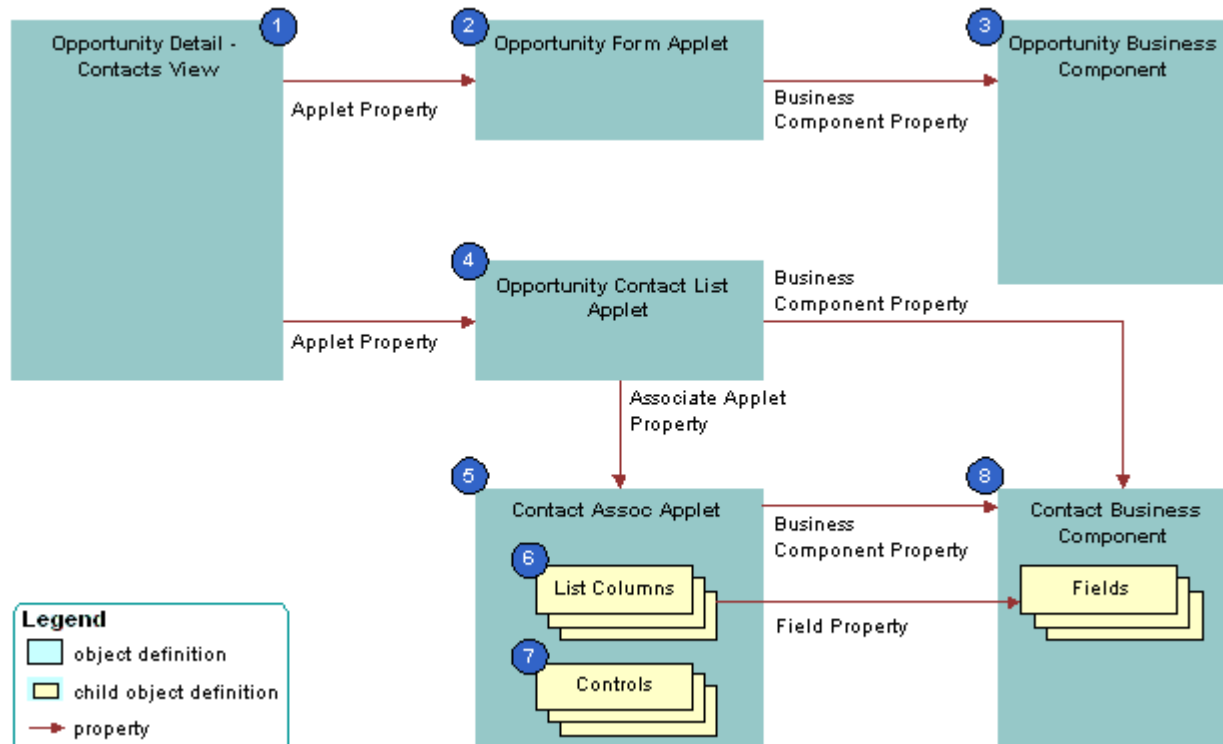 1
Opportunity Detail -
Contacts View
2
Opportunity Form Applet
3
Opportunity Business
Component
Applet Property
Business
Component Property
4
Opportunity Contact List
Applet
Business
Component Property
Applet Property
Associate Applet
Property
5
Contact Assoc Applet
8
Contact Business
Component
Business
Component Property
6
List Columns
Fields
Field Property
7
Controls
Legend
object definition
child object definition
property